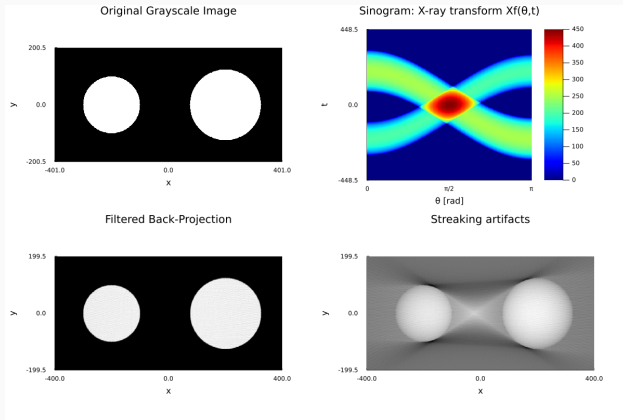 Original Grayscale Image
200.5
y
0.0
-200.5
-401.0
0.0
401.0
x
Sinogram: X-ray transform Xf(θ,t)
448.5
t
0.0
-448.5
0
π/2
π
θ [rad]
450
400
350
300
250
200
150
100
50
0
Filtered Back-Projection
199.5
y
0.0
-199.5
-400.0
0.0
400.0
x
Streaking artifacts
199.5
y
0.0
-199.5
-400.0
0.0
400.0
x